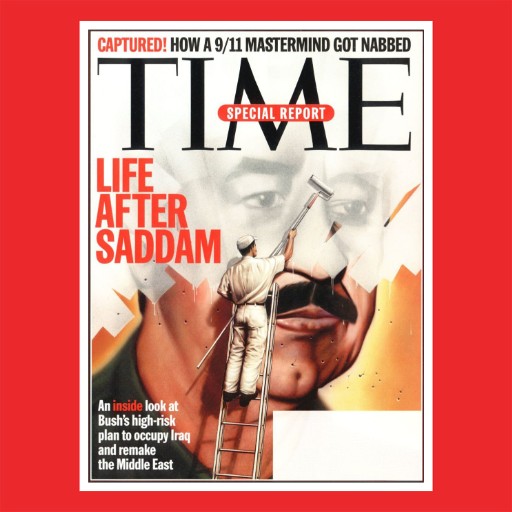 CAPTURED! HOW A 9/11 MASTERMIND GOT NABBED
TIME
SPECIAL REPORT
LIFE
AFTER
SADDAM
An inside look at
Bush's high-risk
plan to occupy Iraq
and remake
the Middle East